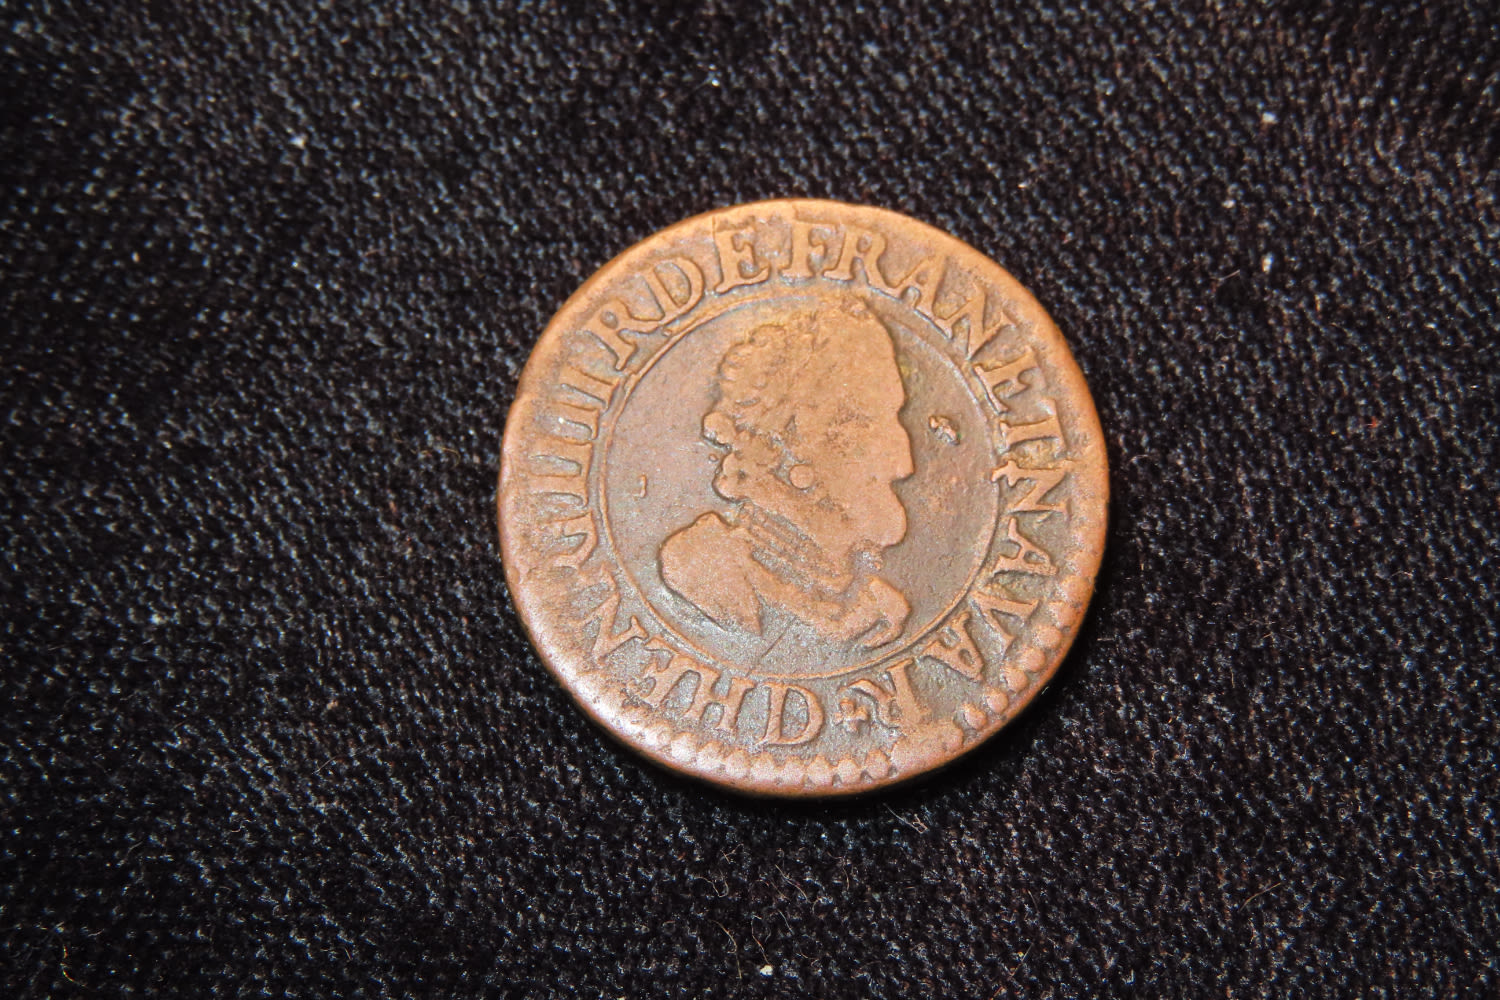 HENRI IIII R DE FRAN ET NAVAR D